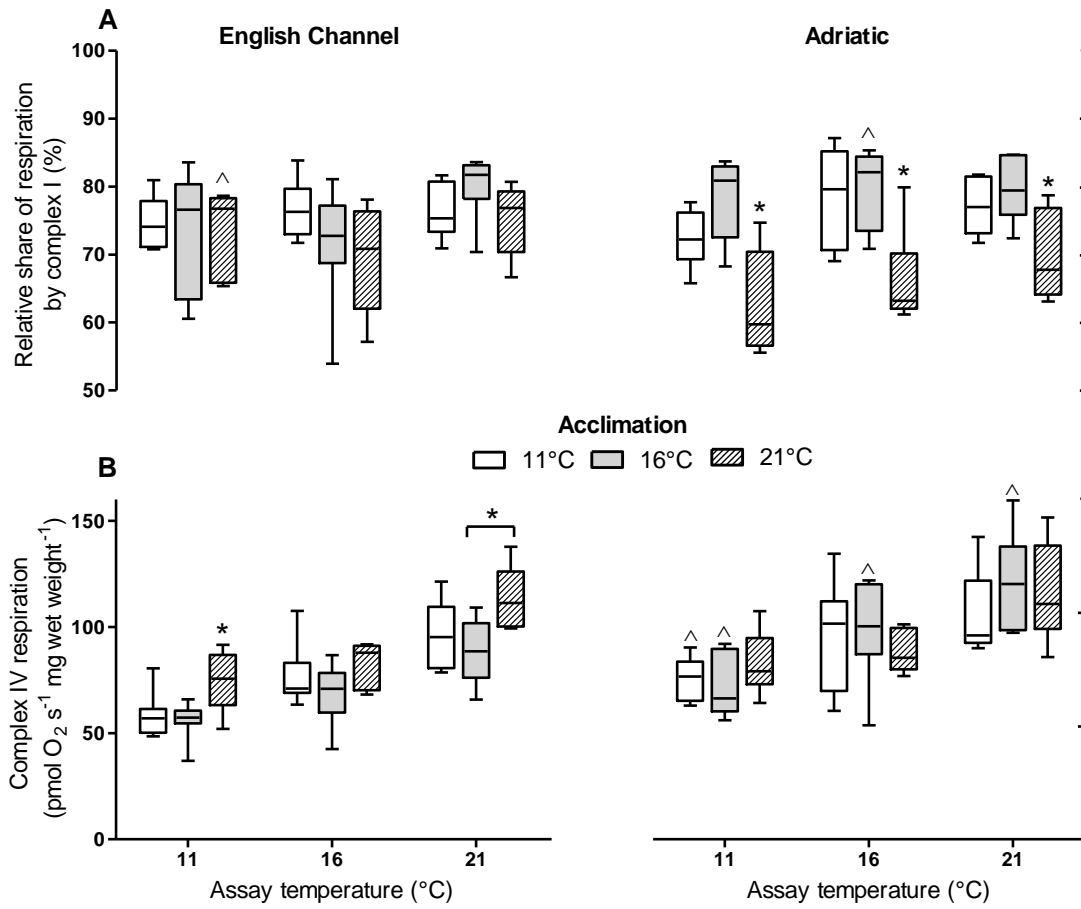 A
English Channel Adriatic
Relative share of respiration
by complex I (%)
100
90
80
70
60
50
^
^
*
*
*
Acclimation
11°C 16°C 21°C
B
Complex IV respiration
(pmol O₂ s⁻¹ mg wet weight⁻¹)
150
100
50
0
*
*
^ ^
^
^
11 16 21
11 16 21
Assay temperature (°C) Assay temperature (°C)